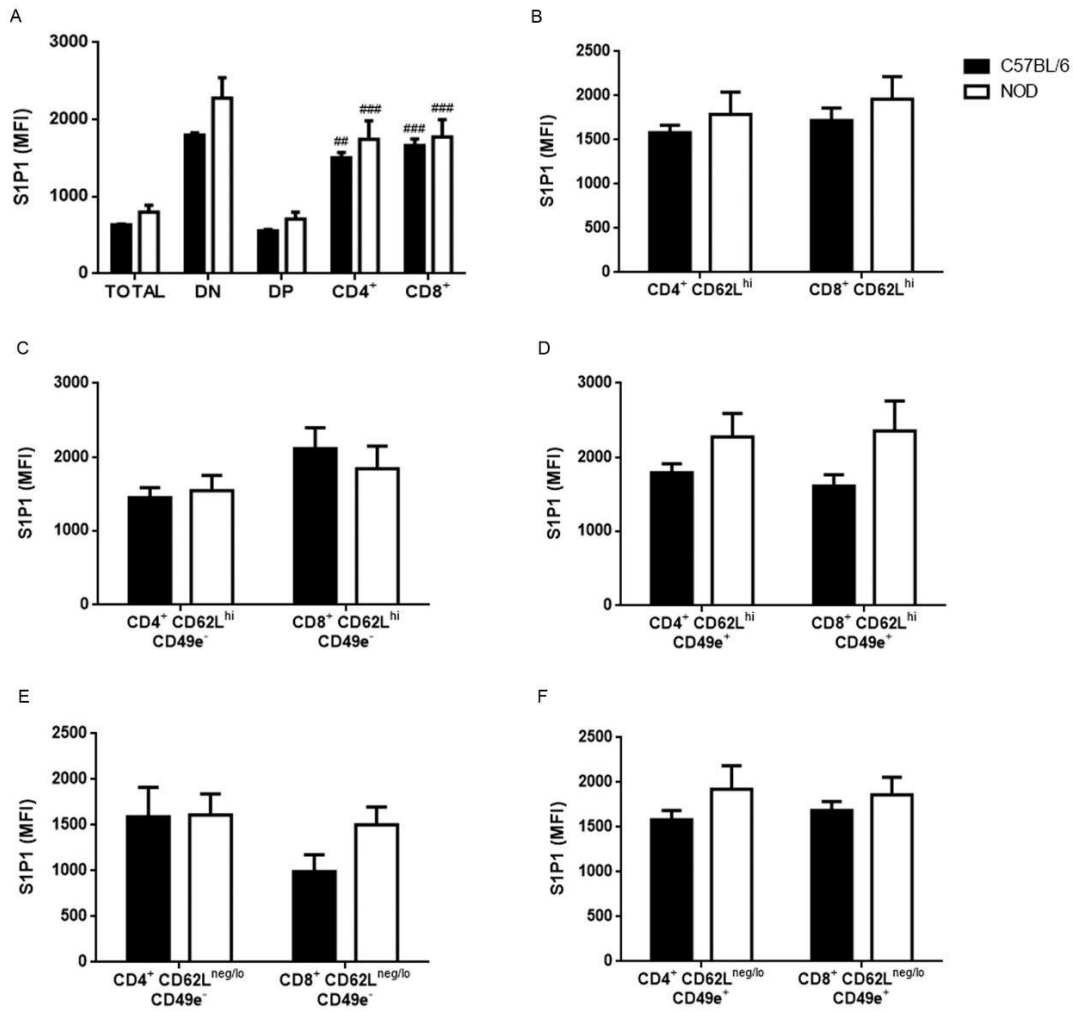 A
S1P1 (MFI)
3000
2000
1000
0
## ### ### ###
TOTAL DN DP CD4⁺ CD8⁺
B
S1P1 (MFI)
2500
2000
1500
1000
500
0
CD4⁺ CD62Lʰⁱ CD8⁺ CD62Lʰⁱ
C57BL/6
NOD
C
S1P1 (MFI)
3000
2000
1000
0
CD4⁺ CD62Lʰⁱ CD8⁺ CD62Lʰⁱ
CD49e⁻ CD49e⁻
D
S1P1 (MFI)
3000
2000
1000
0
CD4⁺ CD62Lʰⁱ CD8⁺ CD62Lʰⁱ
CD49e⁺ CD49e⁺
E
S1P1 (MFI)
2500
2000
1500
1000
500
0
CD4⁺ CD62Lⁿᵉᵍ/ˡᵒ CD8⁺ CD62Lⁿᵉᵍ/ˡᵒ
CD49e⁻ CD49e⁻
F
S1P1 (MFI)
2500
2000
1500
1000
500
0
CD4⁺ CD62Lⁿᵉᵍ/ˡᵒ CD8⁺ CD62Lⁿᵉᵍ/ˡᵒ
CD49e⁺ CD49e⁺